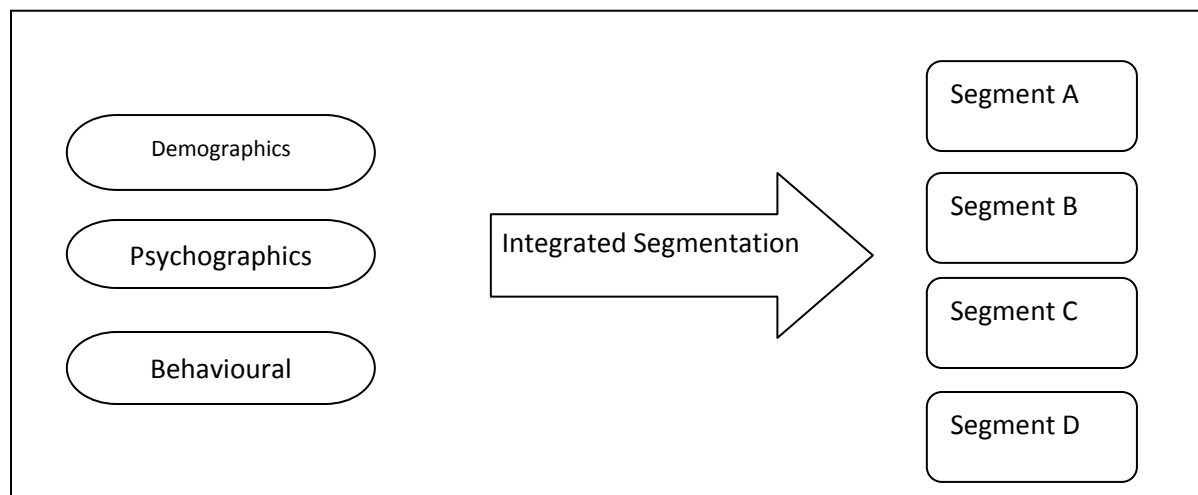 Demographics
Psychographics
Behavioural
Integrated Segmentation
Segment A
Segment B
Segment C
Segment D